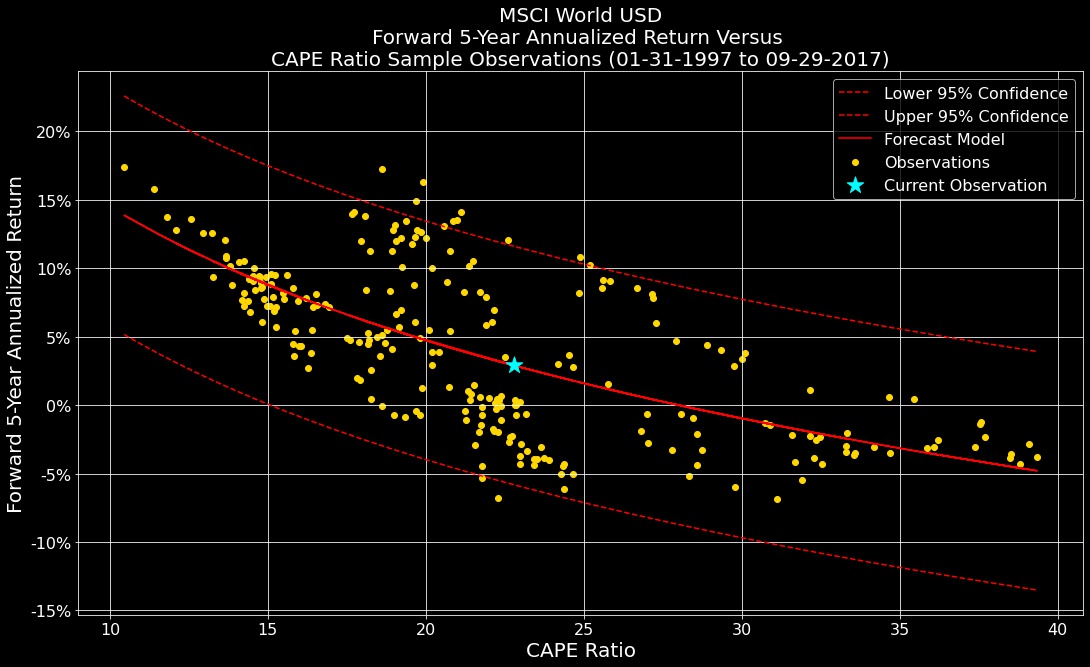 MSCI World USD
Forward 5-Year Annualized Return Versus
CAPE Ratio Sample Observations (01-31-1997 to 09-29-2017)
Lower 95% Confidence
Upper 95% Confidence
Forecast Model
Observations
Current Observation
Forward 5-Year Annualized Return
20%
15%
10%
5%
0%
-5%
-10%
-15%
10 15 20 25 30 35 40
CAPE Ratio